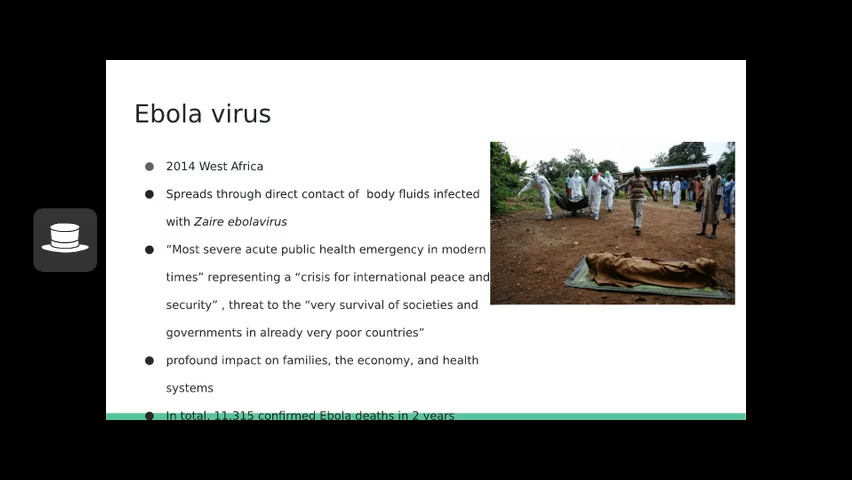 Ebola virus
2014 West Africa
Spreads through direct contact of  body fluids infected
with Zaire ebolavirus
“Most severe acute public health emergency in modern
times” representing a “crisis for international peace and
security” , threat to the “very survival of societies and
governments in already very poor countries”
profound impact on families, the economy, and health
systems
In total, 11,315 confirmed Ebola deaths in 2 years